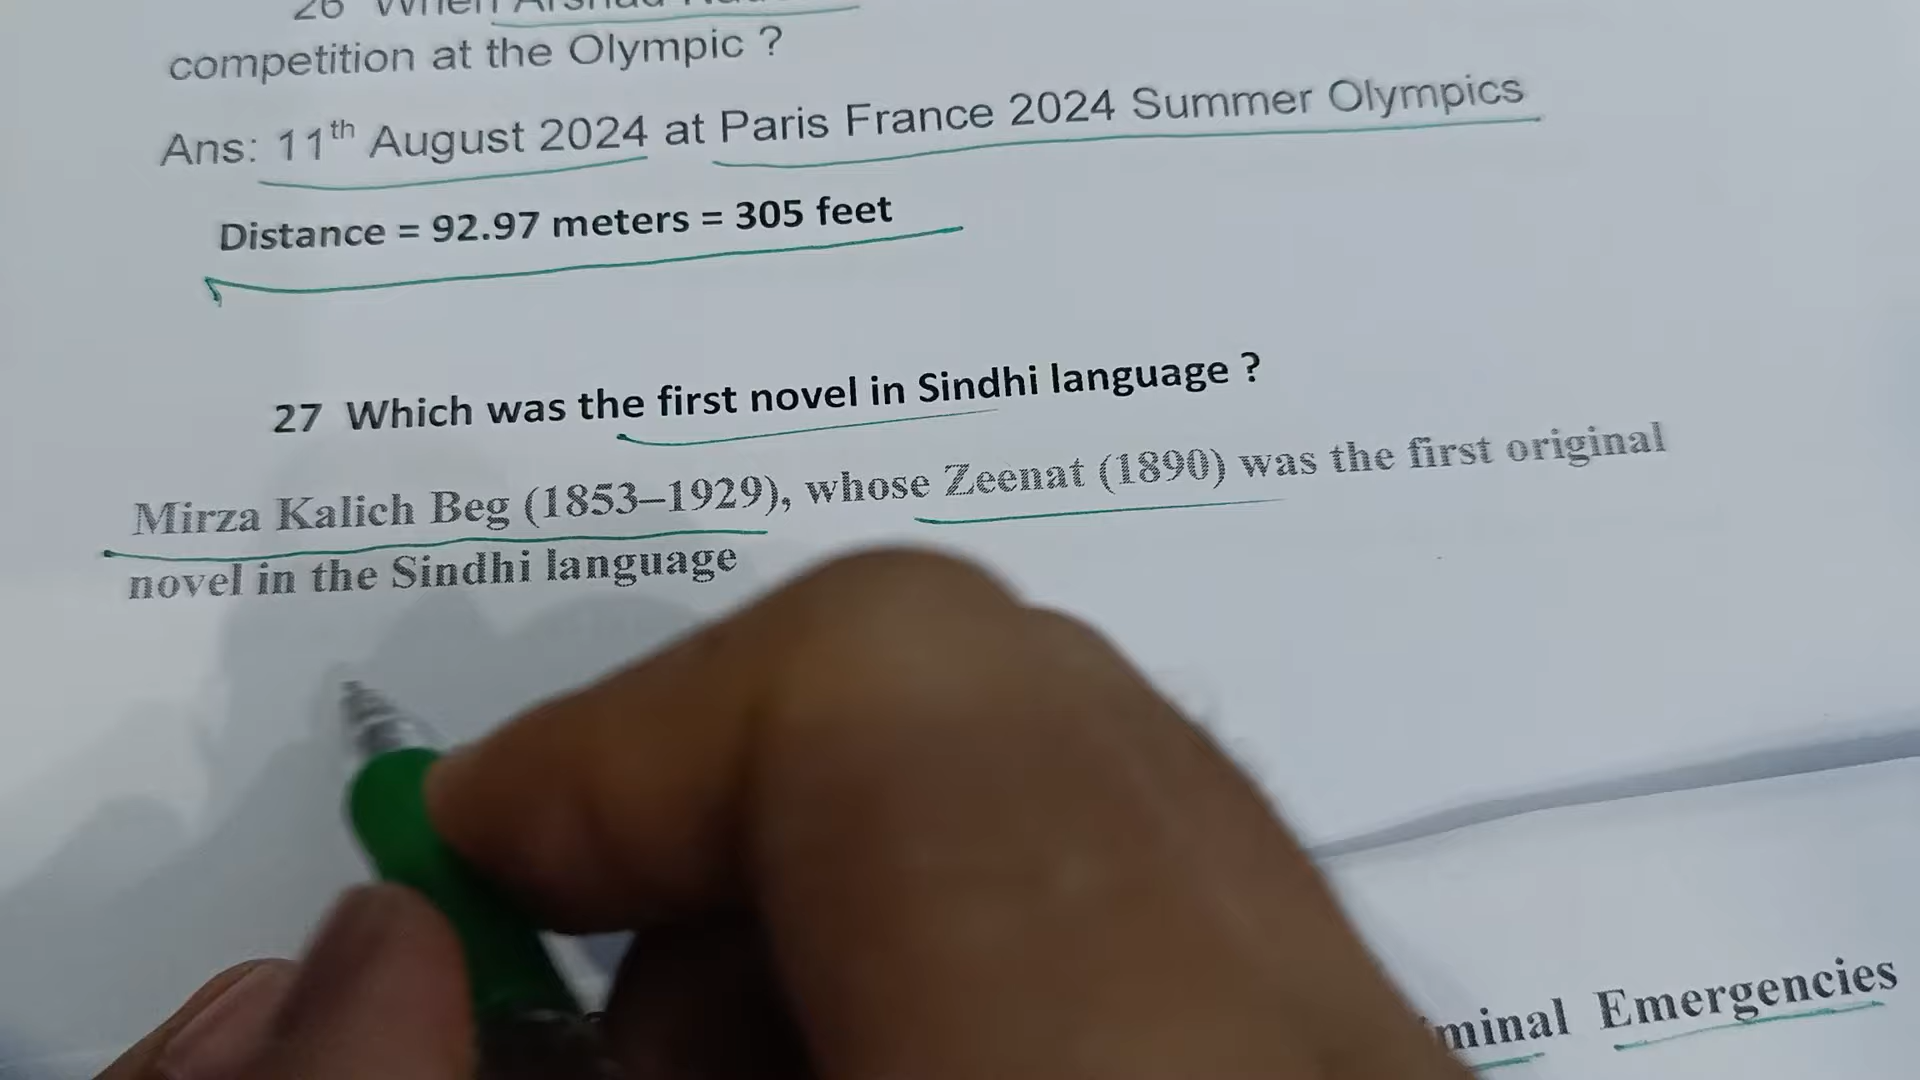 26 When Arshad
competition at the Olympic ?
Ans: 11th August 2024 at Paris France 2024 Summer Olympics
Distance = 92.97 meters = 305 feet
27 Which was the first novel in Sindhi language ?
Mirza Kalich Beg (1853–1929), whose Zeenat (1890) was the first original
novel in the Sindhi language
Emergencies